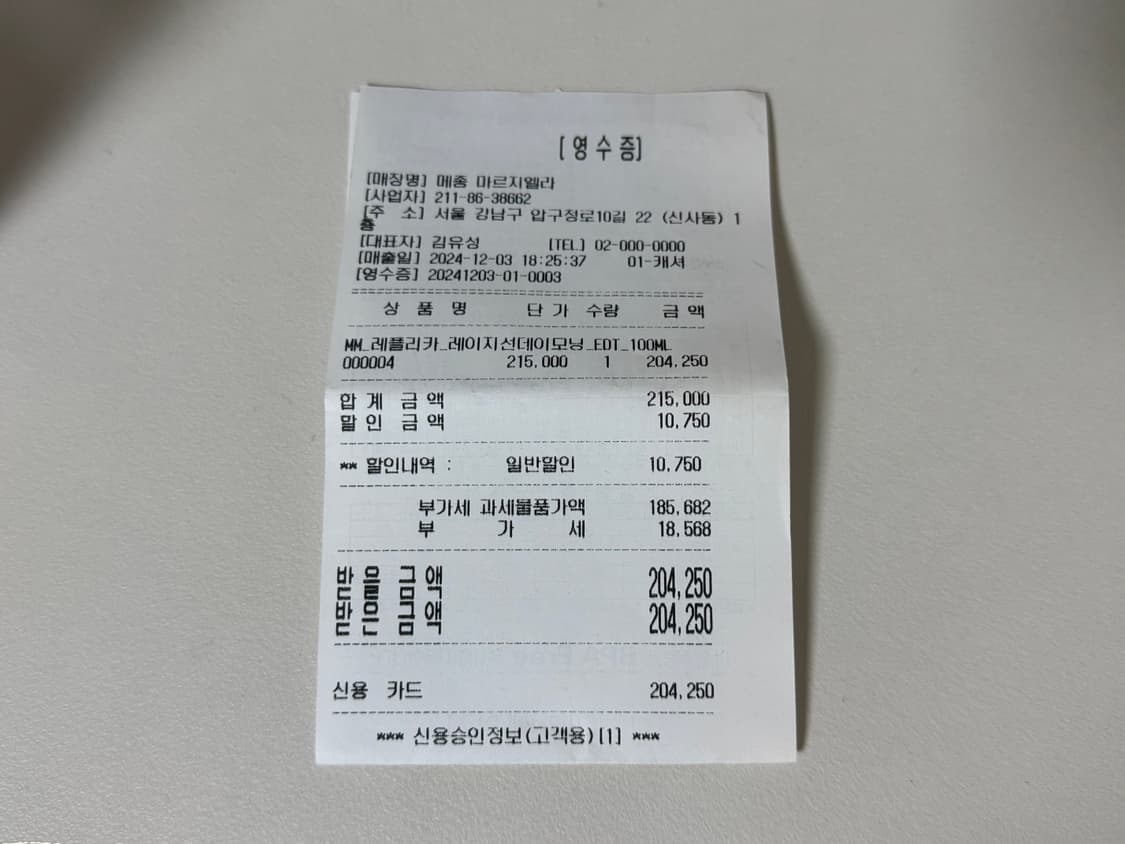 [영수증]
[매장명] 메종 마르지엘라
[사업자] 211-86-38662
[주 소] 서울 강남구 압구정로10길 22 (신사동) 1
층
[대표자] 김유성 [TEL] 02-000-0000
[매출일] 2024-12-03 18:25:37 01-캐셔
[영수증] 20241203-01-0003
상 품 명 단가 수량 금액
MM_레플리카_레이지선데이모닝_EDT_100ML
000004 215,000 1 204,250
합 계 금 액 215,000
할 인 금 액 10,750
** 할인내역 : 일반할인 10,750
부가세 과세물품가액 185,682
부 가 세 18,568
받 을 금 액 204,250
받 은 금 액 204,250
신용 카드 204,250
*** 신용승인정보(고객용)[1] ***